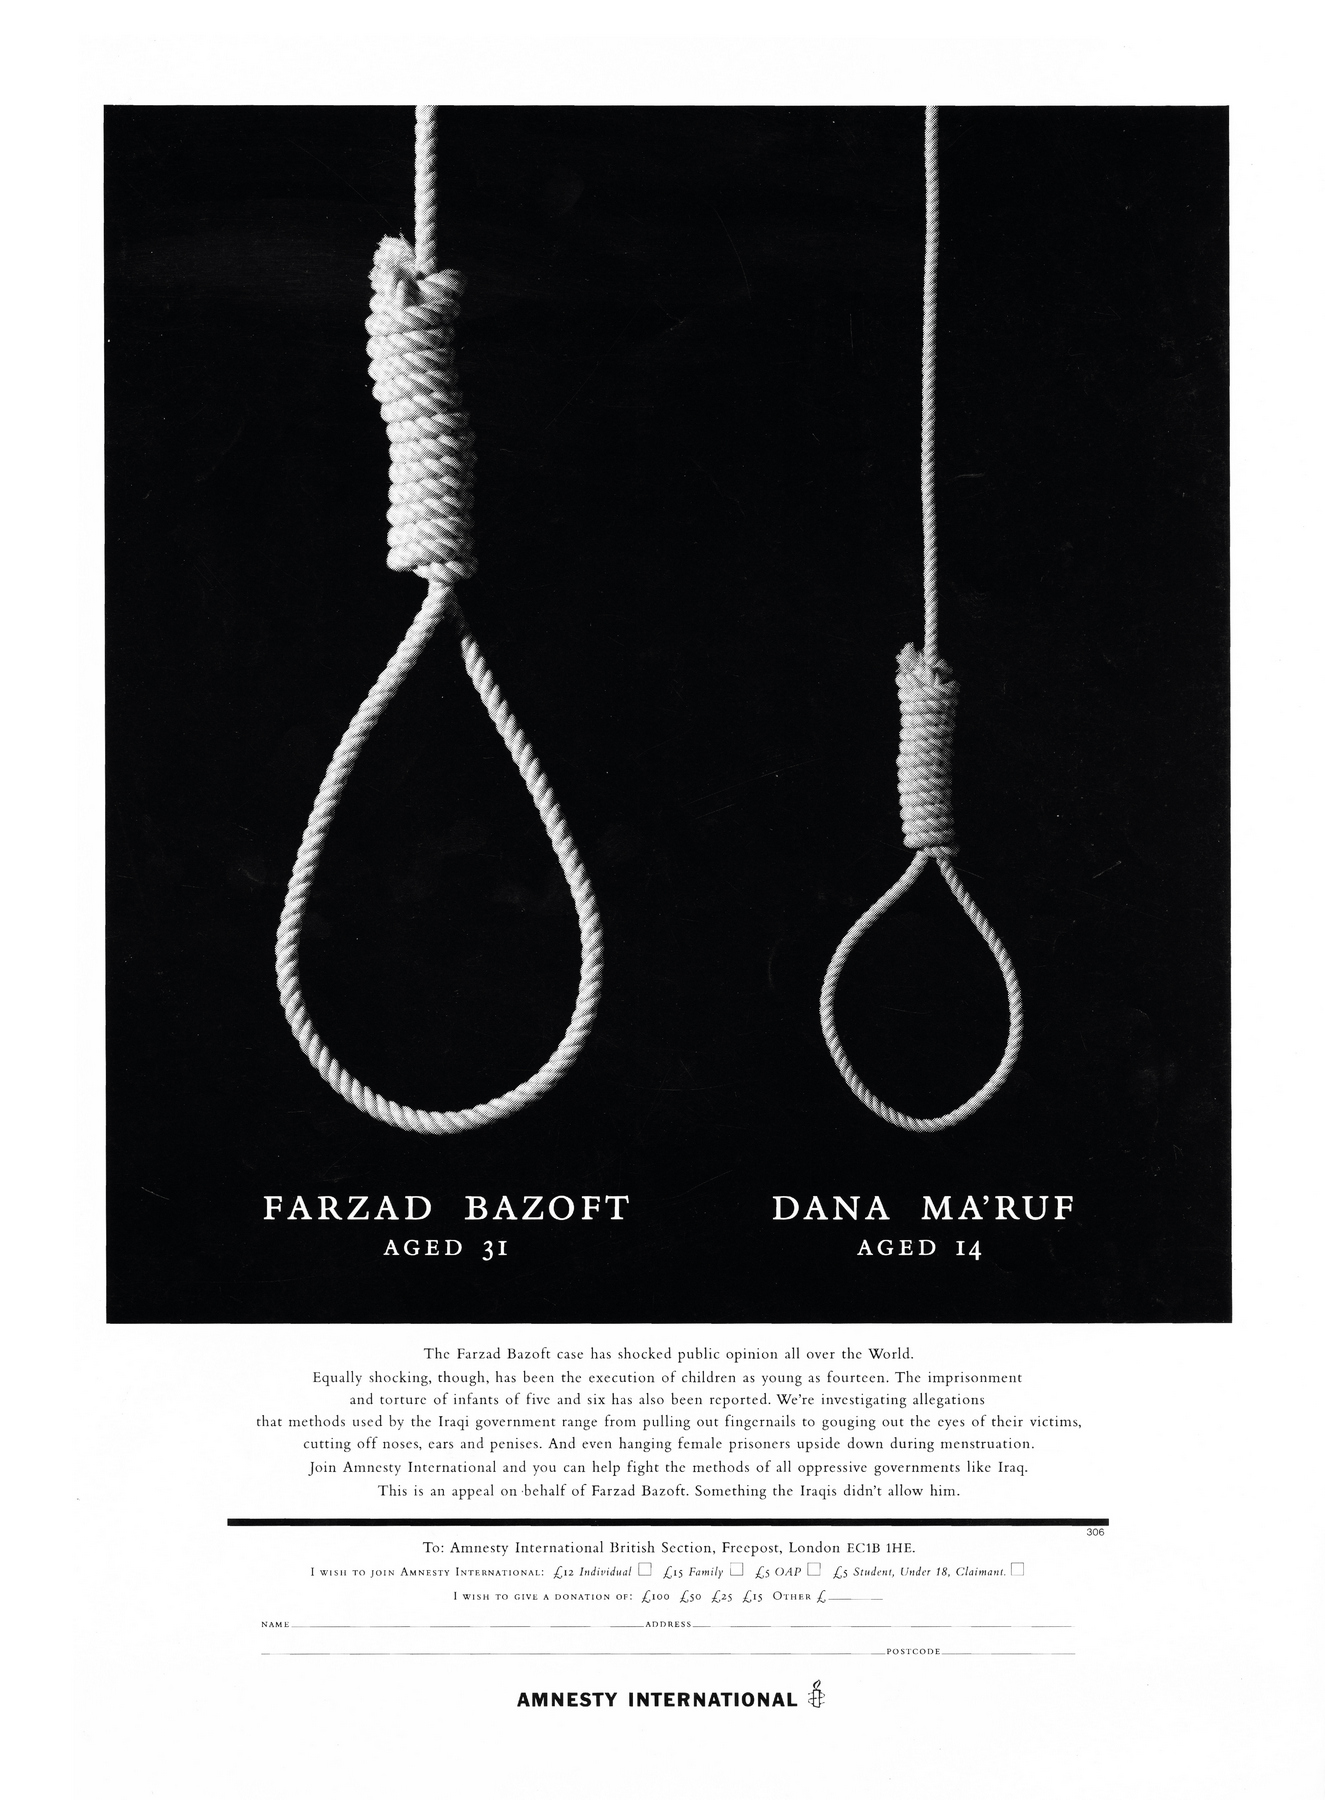 FARZAD BAZOFT
AGED 31
DANA MA'RUF
AGED 14
The Farzad Bazoft case has shocked public opinion all over the World.
Equally shocking, though, has been the execution of children as young as fourteen. The imprisonment
and torture of infants of five and six has also been reported. We're investigating allegations
that methods used by the Iraqi government range from pulling out fingernails to gouging out the eyes of their victims,
cutting off noses, ears and penises. And even hanging female prisoners upside down during menstruation.
Join Amnesty International and you can help fight the methods of all oppressive governments like Iraq.
This is an appeal on behalf of Farzad Bazoft. Something the Iraqis didn't allow him.
306
To: Amnesty International British Section, Freepost, London EC1B 1HE.
I WISH TO JOIN AMNESTY INTERNATIONAL: £12 Individual £15 Family £5 OAP £5 Student, Under 18, Claimant.
I WISH TO GIVE A DONATION OF: £100 £50 £25 £15 OTHER £
NAME ADDRESS
POSTCODE
AMNESTY INTERNATIONAL